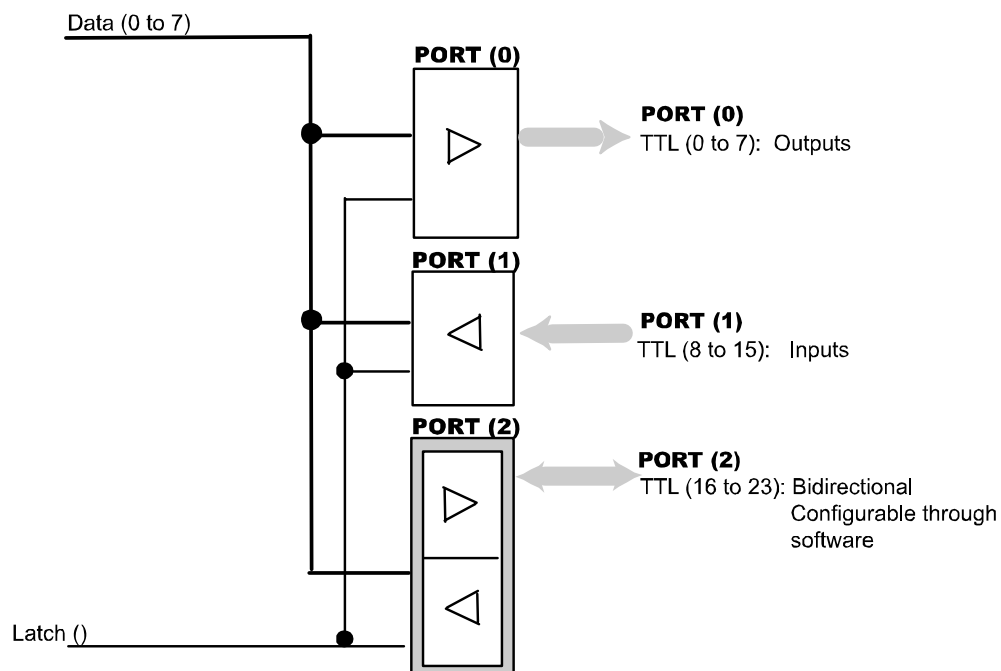 Data (0 to 7)
PORT (0)
PORT (0)
TTL (0 to 7): Outputs
PORT (1)
PORT (1)
TTL (8 to 15): Inputs
PORT (2)
PORT (2)
TTL (16 to 23): Bidirectional
Configurable through
software
Latch ()